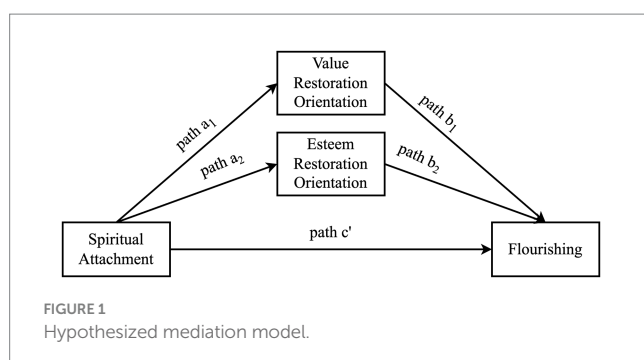 Value
Restoration
Orientation
path a₁
path b₁
Esteem
Restoration
Orientation
path a₂
path b₂
Spiritual
Attachment
path c'
Flourishing
FIGURE 1
Hypothesized mediation model.